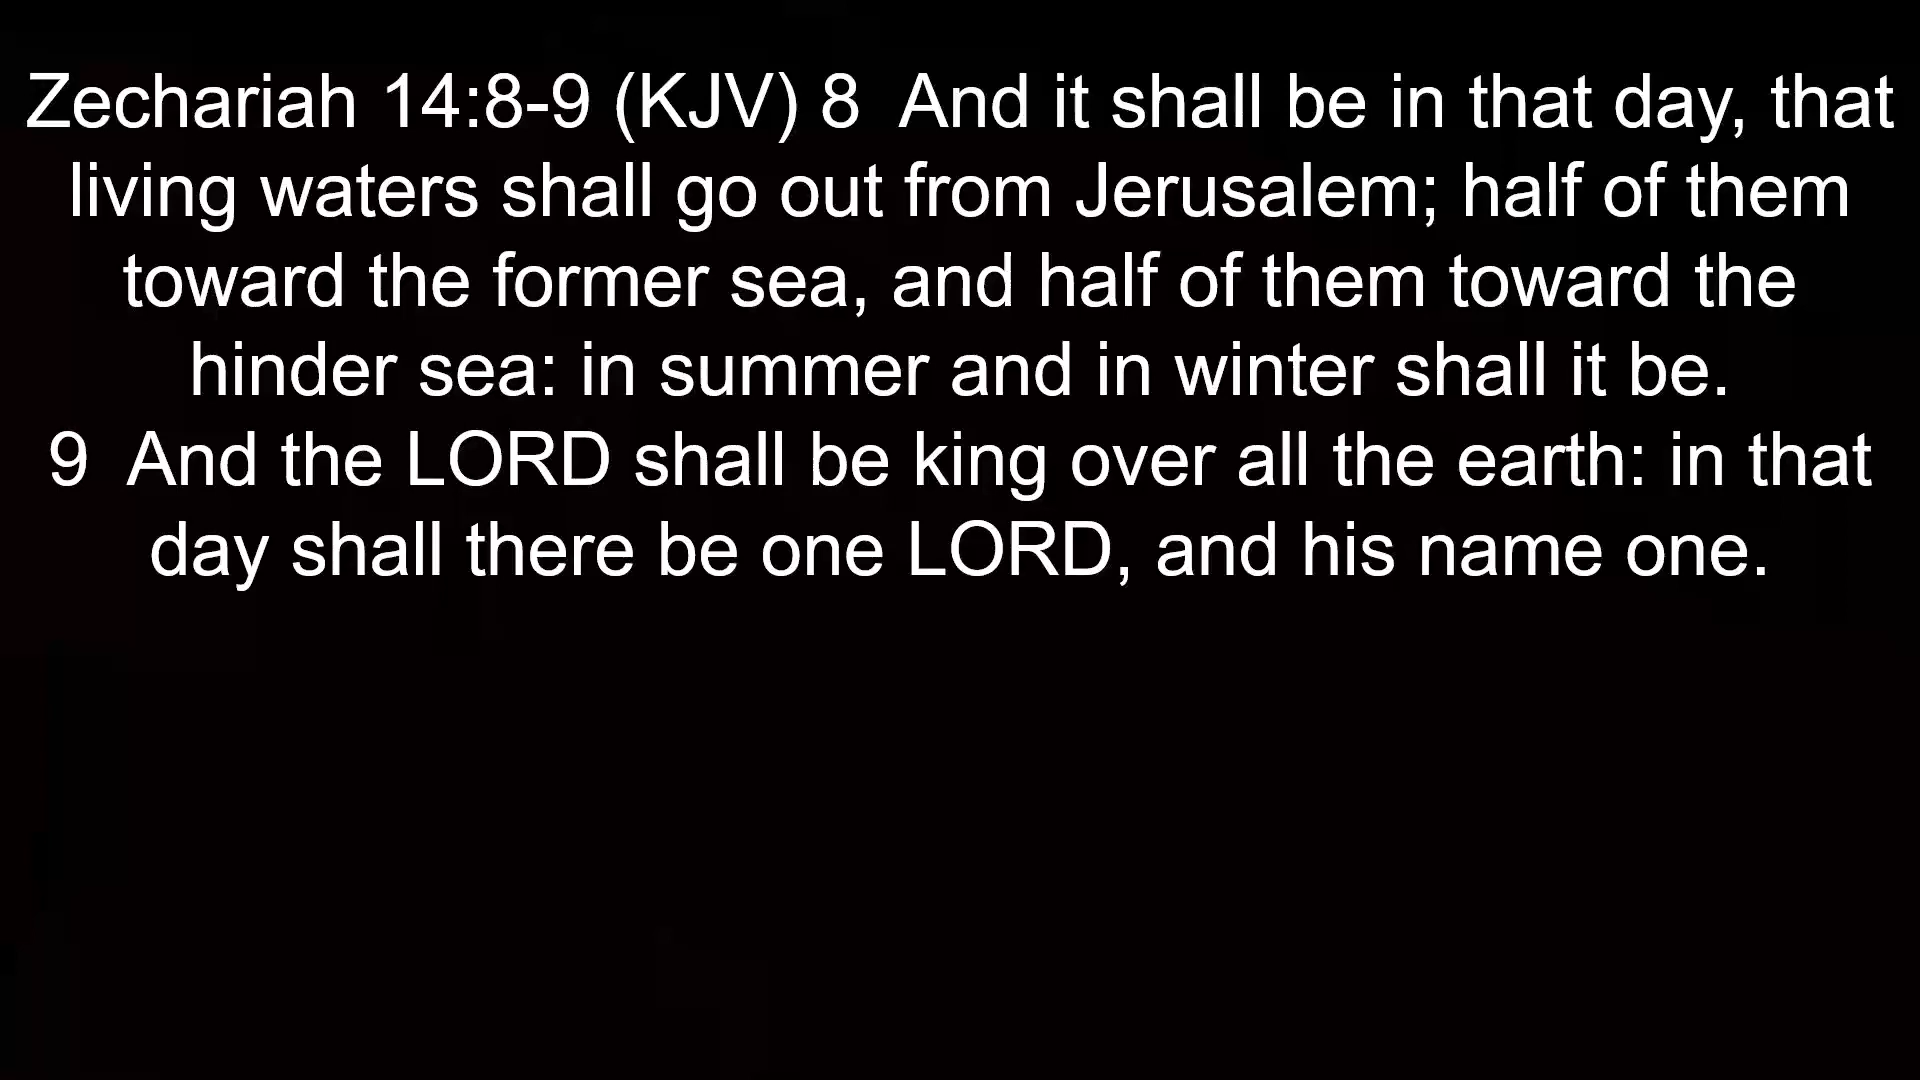 Zechariah 14:8-9 (KJV) 8  And it shall be in that day, that
living waters shall go out from Jerusalem; half of them
toward the former sea, and half of them toward the
hinder sea: in summer and in winter shall it be.
9  And the LORD shall be king over all the earth: in that
day shall there be one LORD, and his name one.